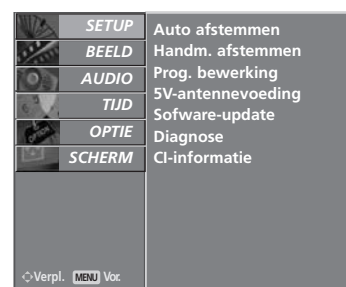 SETUP
BEELD
AUDIO
TIJD
OPTIE
SCHERM
Auto afstemmen
Handm. afstemmen
Prog. bewerking
5V-antennevoeding
Sofware-update
Diagnose
CI-informatie
Verpl. MENU Vor.